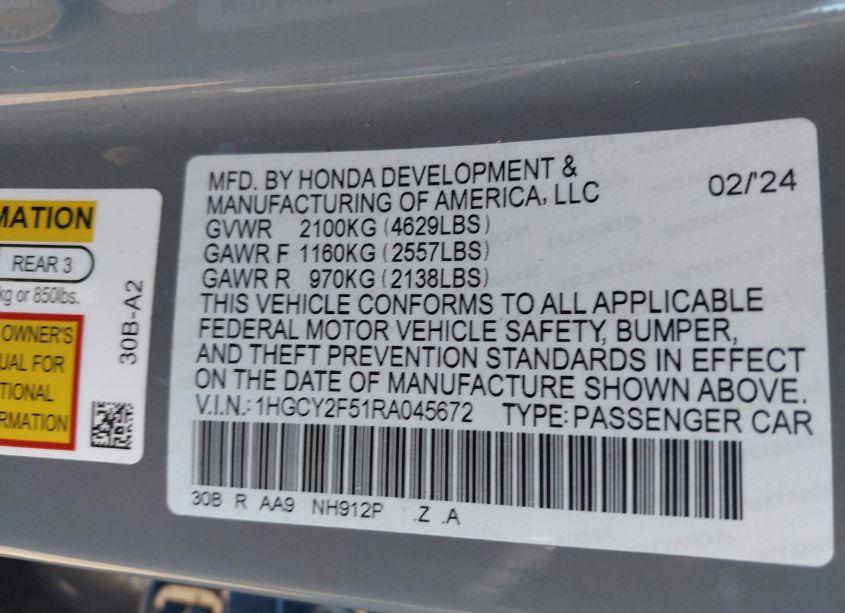 MATION
REAR 3
kg or 850lbs.
OWNER'S
UAL FOR
TIONAL
RMATION
30B-A2
MFD. BY HONDA DEVELOPMENT &
MANUFACTURING OF AMERICA, LLC
02/'24
GVWR 2100KG (4629LBS)
GAWR F 1160KG (2557LBS)
GAWR R 970KG (2138LBS)
THIS VEHICLE CONFORMS TO ALL APPLICABLE
FEDERAL MOTOR VEHICLE SAFETY, BUMPER,
AND THEFT PREVENTION STANDARDS IN EFFECT
ON THE DATE OF MANUFACTURE SHOWN ABOVE.
V.I.N.: 1HGCY2F51RA045672 TYPE: PASSENGER CAR
30B R AA9 NH912P .Z .A